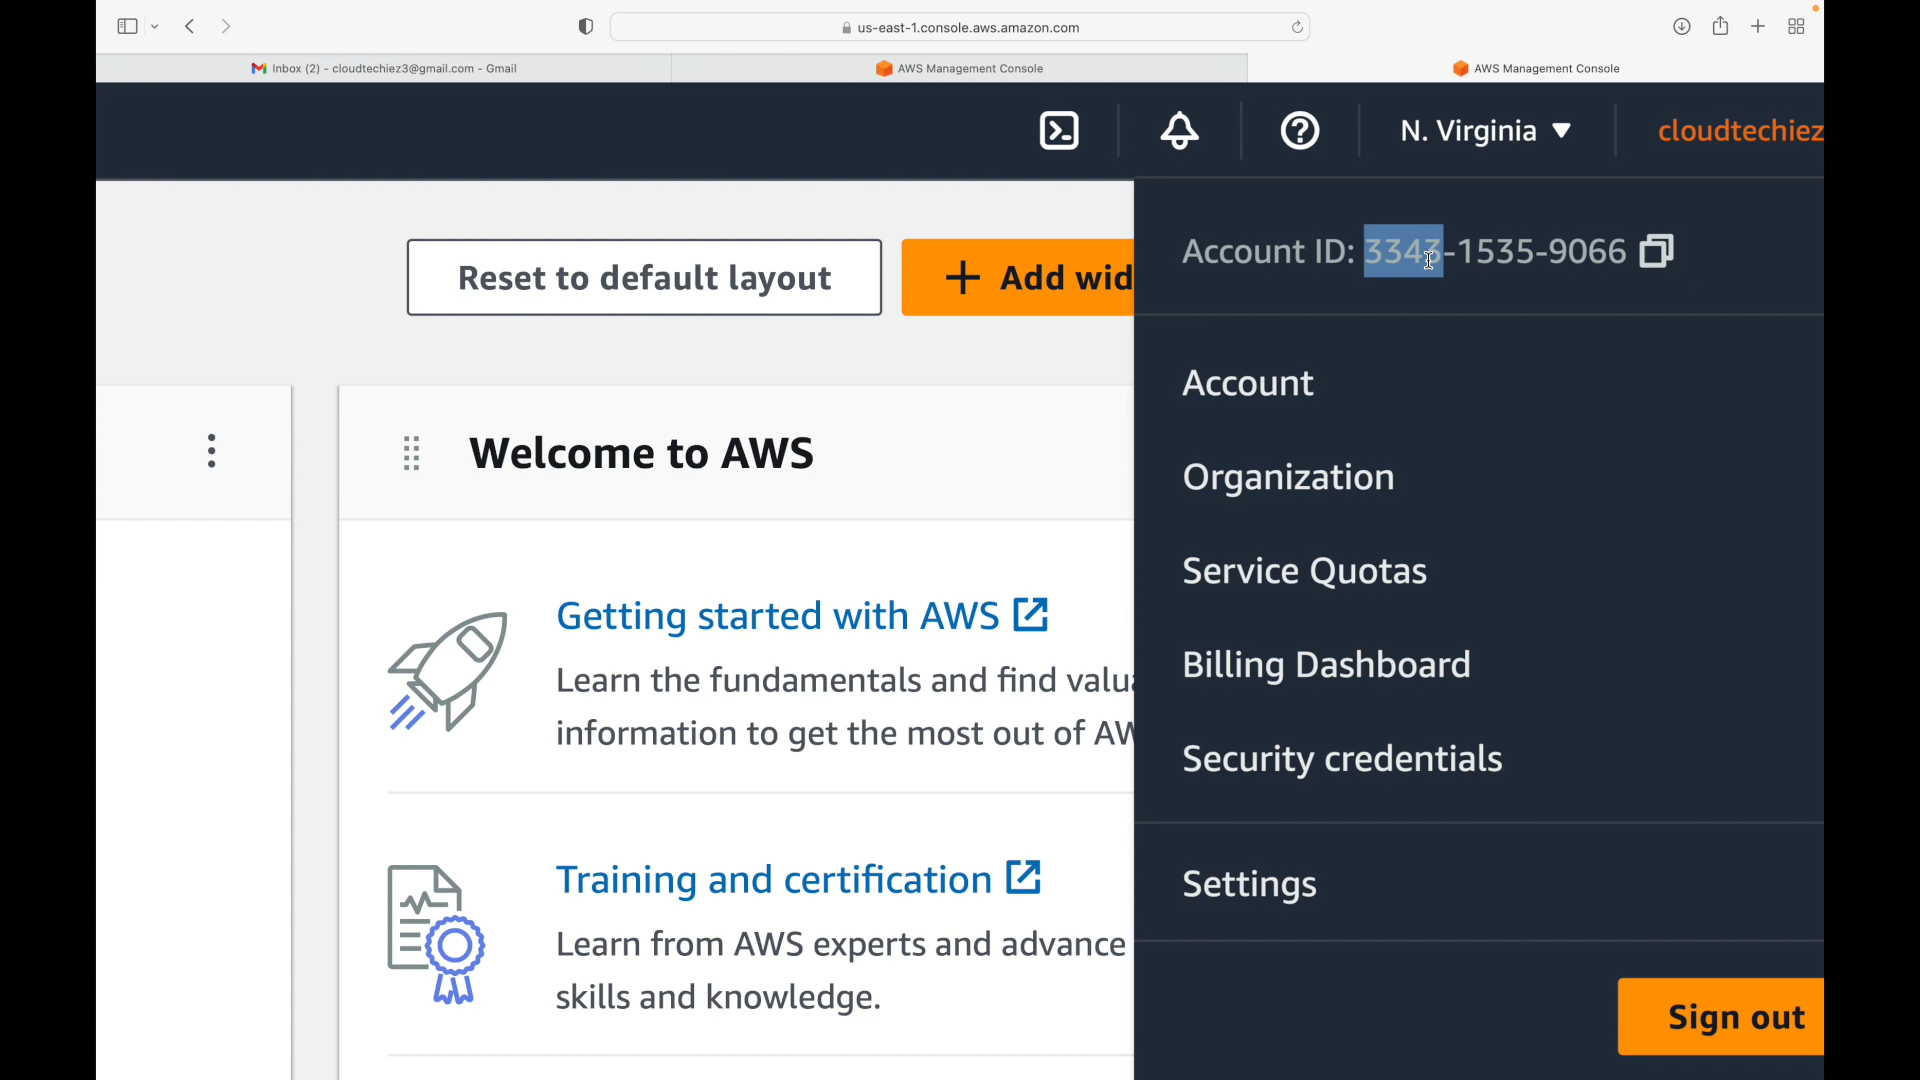 us-east-1.console.aws.amazon.com
Inbox (2) - cloudtechiez3@gmail.com - Gmail
AWS Management Console
AWS Management Console
N. Virginia
cloudtechiez
Account ID: 3343-1535-9066
Reset to default layout
Add wid
Account
Organization
Service Quotas
Billing Dashboard
Security credentials
Settings
Sign out
Welcome to AWS
Getting started with AWS
Learn the fundamentals and find valua
information to get the most out of AW
Training and certification
Learn from AWS experts and advance
skills and knowledge.